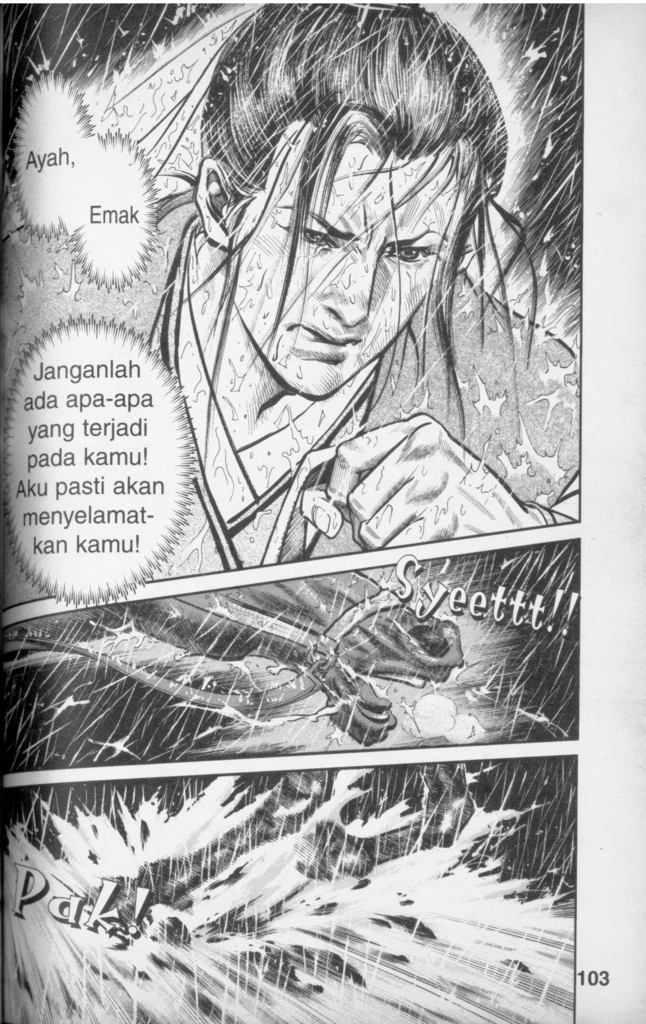 Ayah,
Emak
Janganlah
ada apa-apa
yang terjadi
pada kamu!
Aku pasti akan
menyelamat-
kan kamu!
Syeettt!!
Pak!
103